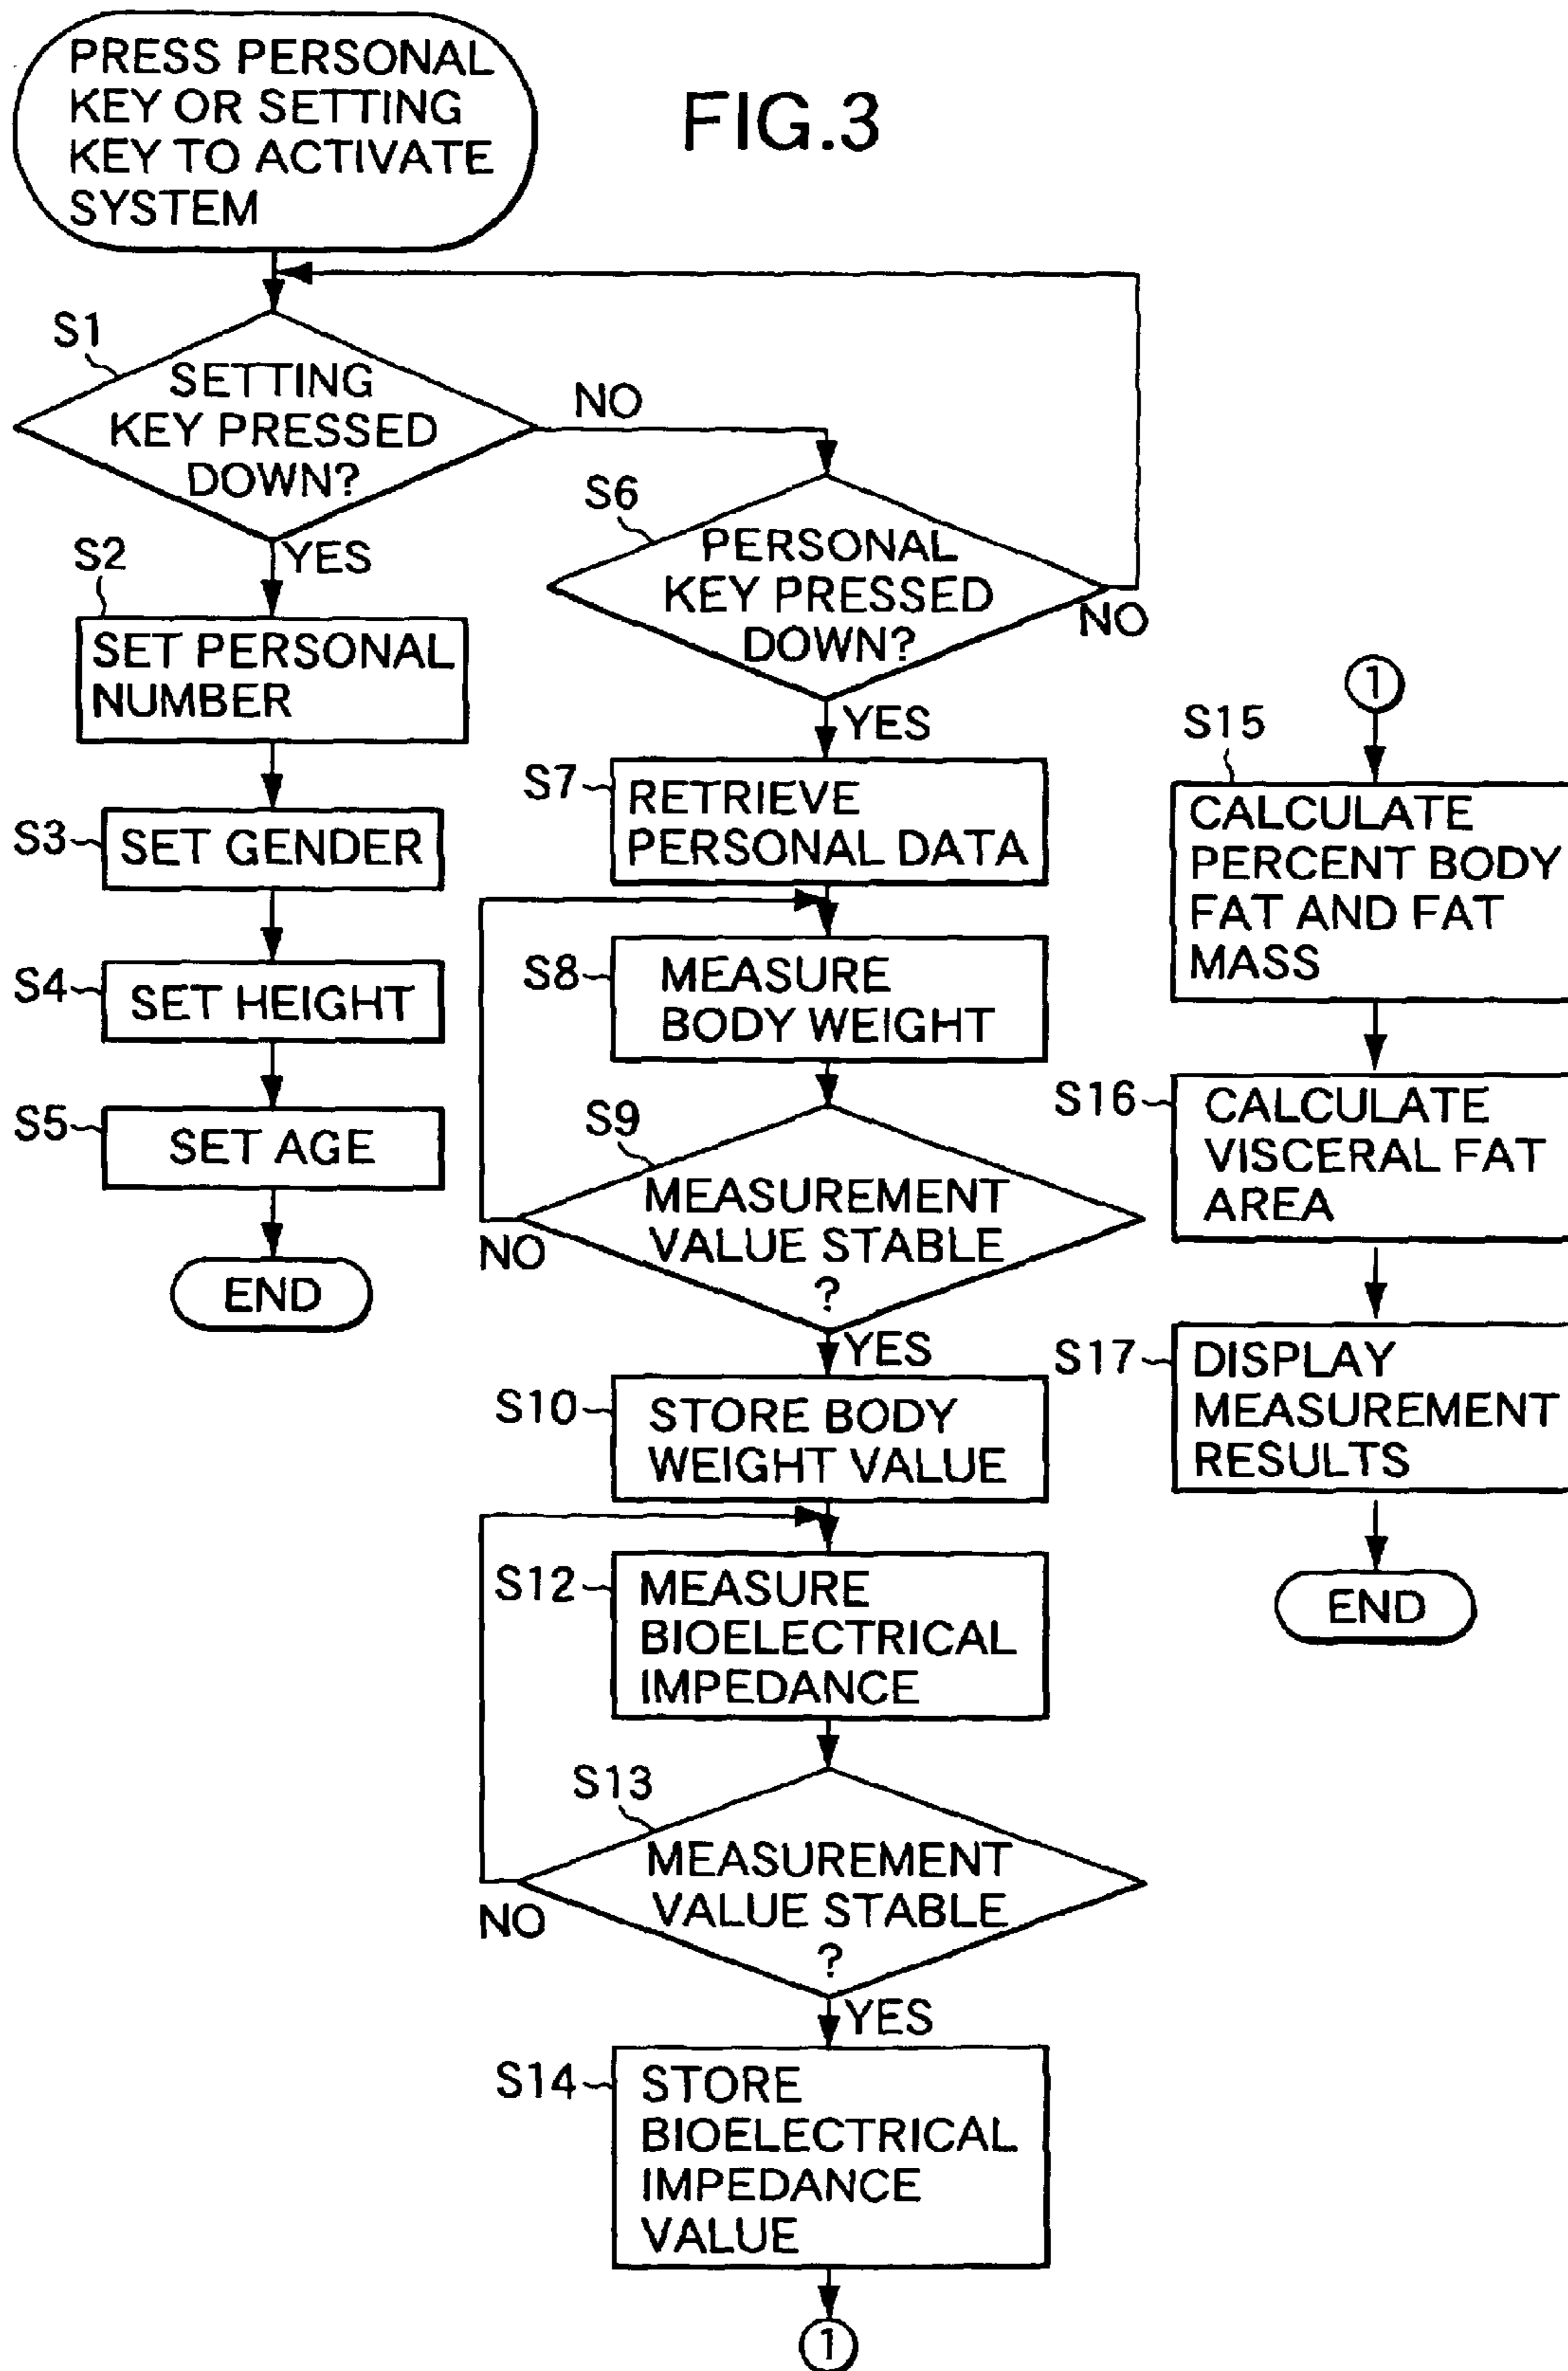 PRESS PERSONAL
KEY OR SETTING
KEY TO ACTIVATE
SYSTEM
FIG.3
S1
SETTING
KEY PRESSED
DOWN?
NO
YES
S2
SET PERSONAL
NUMBER
S3
SET GENDER
S4
SET HEIGHT
S5
SET AGE
END
S6
PERSONAL
KEY PRESSED
DOWN?
NO
YES
S7
RETRIEVE
PERSONAL DATA
S8
MEASURE
BODY WEIGHT
S9
MEASUREMENT
VALUE STABLE
?
NO
YES
S10
STORE BODY
WEIGHT VALUE
S12
MEASURE
BIOELECTRICAL
IMPEDANCE
S13
MEASUREMENT
VALUE STABLE
?
NO
YES
S14
STORE
BIOELECTRICAL
IMPEDANCE
VALUE
1
1
S15
CALCULATE
PERCENT BODY
FAT AND FAT
MASS
S16
CALCULATE
VISCERAL FAT
AREA
S17
DISPLAY
MEASUREMENT
RESULTS
END